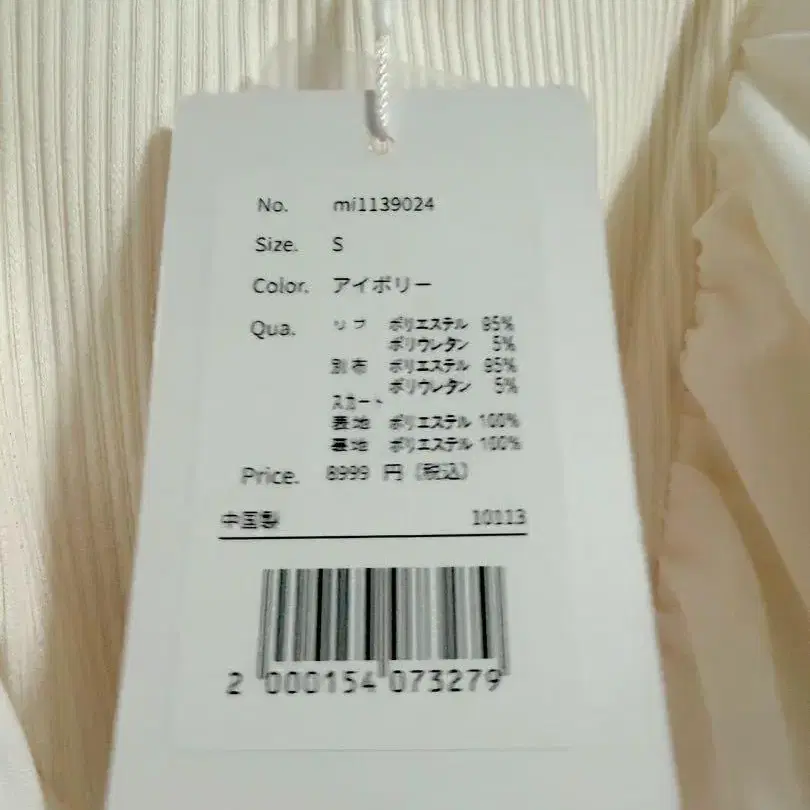 No. mi1139024
Size. S
Color. アイボリー
Qua. リブ ポリエステル 95%
ポリウレタン 5%
別布 ポリエステル 95%
ポリウレタン 5%
スカート
表地 ポリエステル 100%
裏地 ポリエステル 100%
Price. 8999 円 (税込)
中国製 10113
2 000154 073279